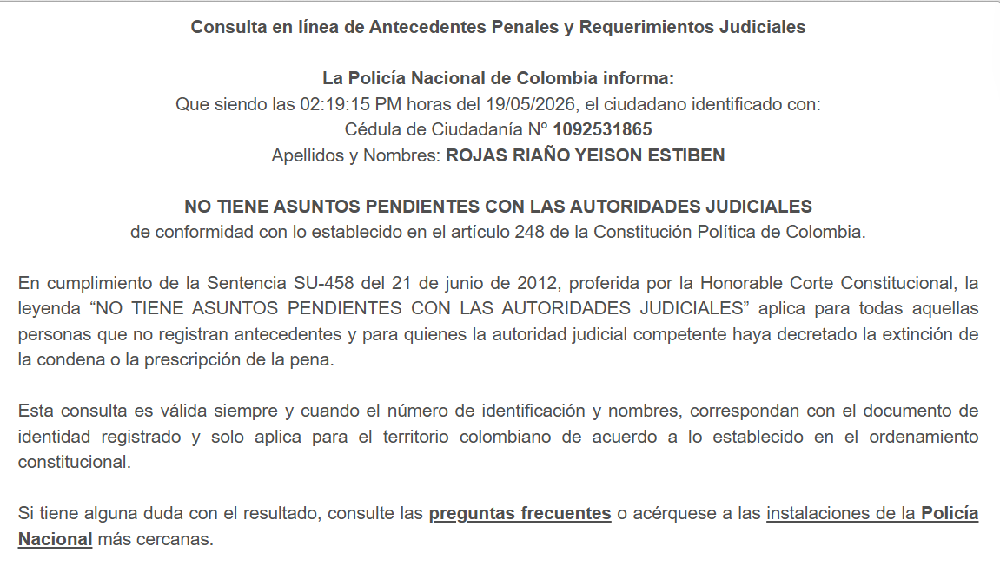 Consulta en línea de Antecedentes Penales y Requerimientos Judiciales
La Policía Nacional de Colombia informa:
Que siendo las 02:19:15 PM horas del 19/05/2026, el ciudadano identificado con:
Cédula de Ciudadanía Nº 1092531865
Apellidos y Nombres: ROJAS RIAÑO YEISON ESTIBEN
NO TIENE ASUNTOS PENDIENTES CON LAS AUTORIDADES JUDICIALES
de conformidad con lo establecido en el artículo 248 de la Constitución Política de Colombia.
En cumplimiento de la Sentencia SU-458 del 21 de junio de 2012, proferida por la Honorable Corte Constitucional, la
leyenda “NO TIENE ASUNTOS PENDIENTES CON LAS AUTORIDADES JUDICIALES” aplica para todas aquellas
personas que no registran antecedentes y para quienes la autoridad judicial competente haya decretado la extinción de
la condena o la prescripción de la pena.
Esta consulta es válida siempre y cuando el número de identificación y nombres, correspondan con el documento de
identidad registrado y solo aplica para el territorio colombiano de acuerdo a lo establecido en el ordenamiento
constitucional.
Si tiene alguna duda con el resultado, consulte las preguntas frecuentes o acérquese a las instalaciones de la Policía
Nacional más cercanas.